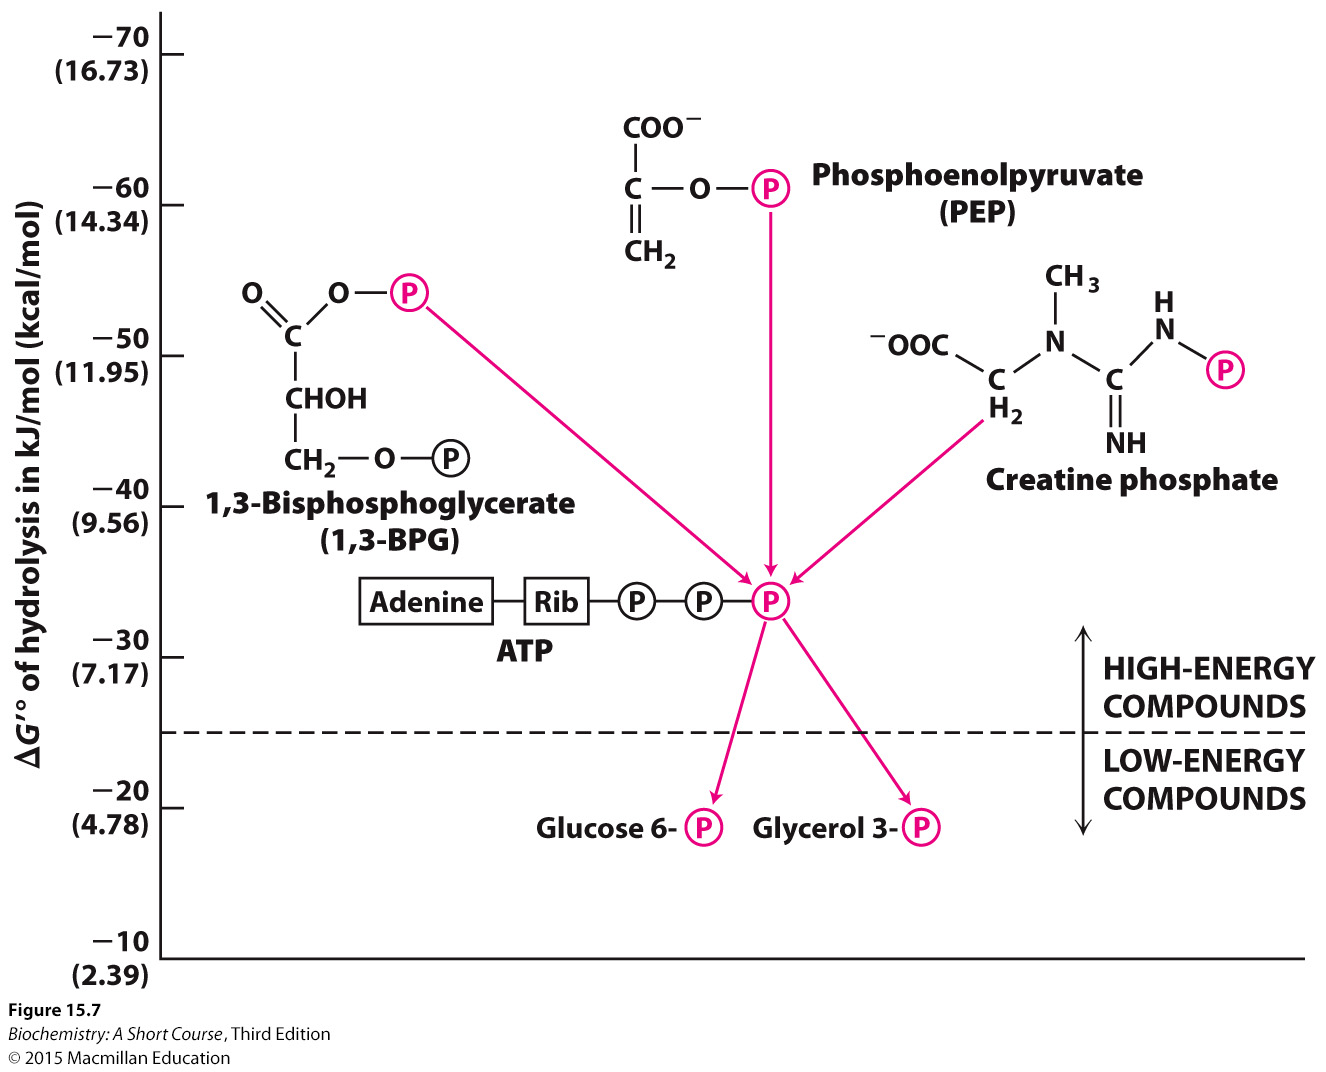 ΔG′° of hydrolysis in kJ/mol (kcal/mol)
−70
(16.73)
−60
(14.34)
−50
(11.95)
−40
(9.56)
−30
(7.17)
−20
(4.78)
−10
(2.39)
COO−
C O P
CH2
Phosphoenolpyruvate
(PEP)
O O P
C
CHOH
CH2 O P
1,3-Bisphosphoglycerate
(1,3-BPG)
CH3
H
−OOC N N
C C P
H2
NH
Creatine phosphate
Adenine Rib P P P
ATP
HIGH-ENERGY
COMPOUNDS
LOW-ENERGY
COMPOUNDS
Glucose 6- P Glycerol 3- P
Figure 15.7
Biochemistry: A Short Course, Third Edition
© 2015 Macmillan Education